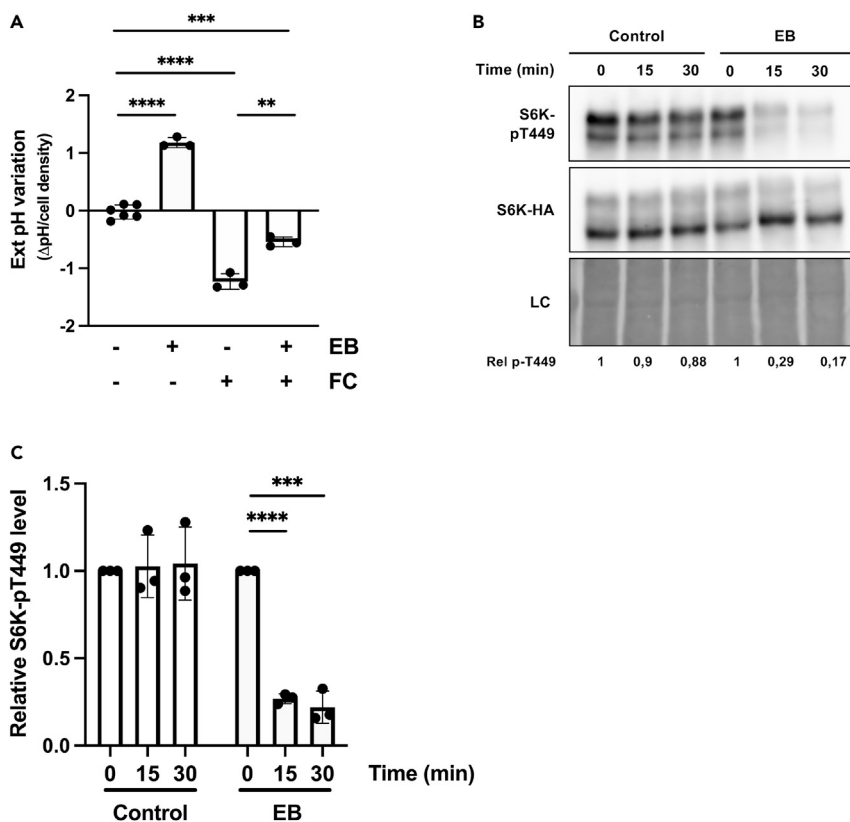 A
***
****
**** **
2
1
0
-1
-2
Ext pH variation
(ΔpH/cell density)
- + - + EB
- - + + FC
B
Control EB
Time (min) 0 15 30 0 15 30
S6K-
pT449
S6K-HA
LC
Rel p-T449 1 0,9 0,88 1 0,29 0,17
C
***
****
1.5
1.0
0.5
0.0
Relative S6K-pT449 level
0 15 30 0 15 30 Time (min)
Control EB